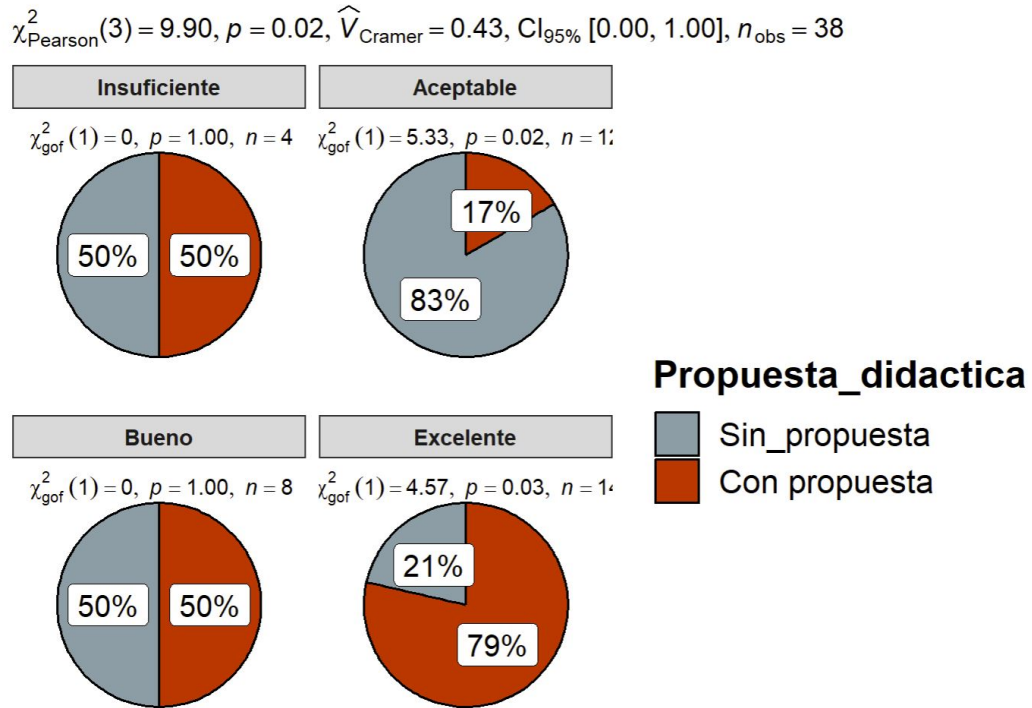 χ²Pearson(3) = 9.90, p = 0.02, V̂Cramer = 0.43, CI95% [0.00, 1.00], nobs = 38
Insuficiente
χ²gof (1) = 0, p = 1.00, n = 4
50%
50%
Aceptable
χ²gof (1) = 5.33, p = 0.02, n = 12
17%
83%
Bueno
χ²gof (1) = 0, p = 1.00, n = 8
50%
50%
Excelente
χ²gof (1) = 4.57, p = 0.03, n = 14
21%
79%
Propuesta_didactica
Sin_propuesta
Con propuesta